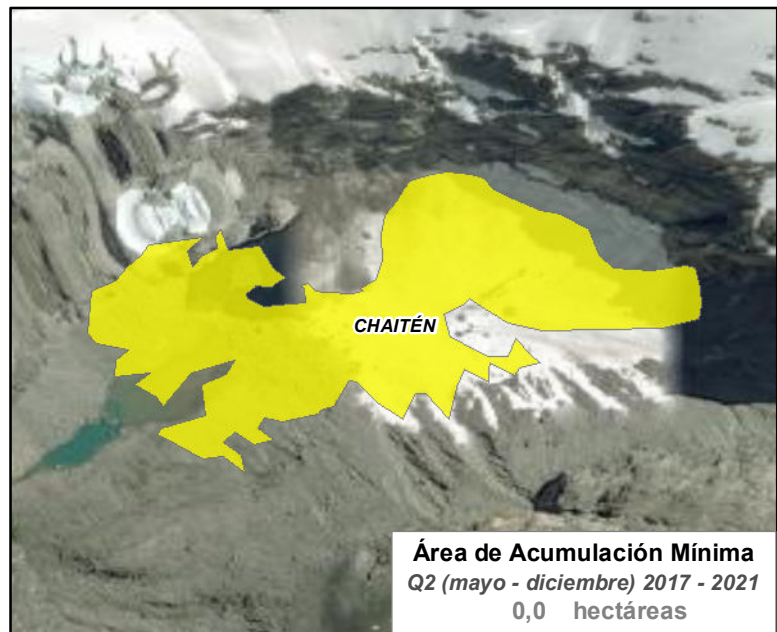 CHAITÉN
Área de Acumulación Mínima
Q2 (mayo - diciembre) 2017 - 2021
0,0 hectáreas